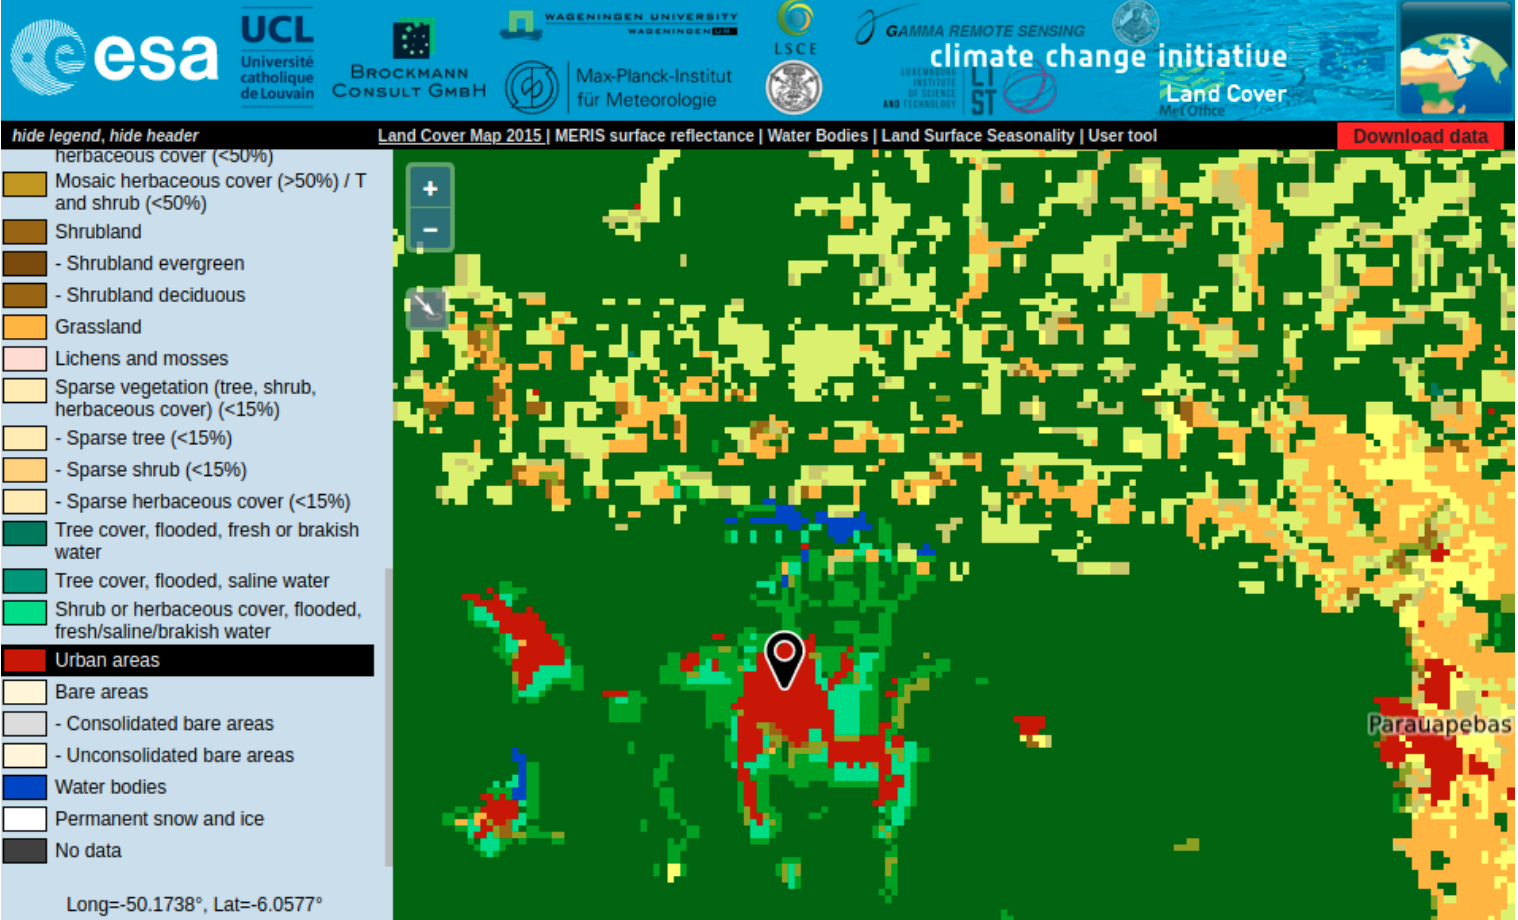 esa
UCL
Université
catholique
de Louvain
BROCKMANN
CONSULT GMBH
WAGENINGEN UNIVERSITY
WAGENINGEN UR
Max-Planck-Institut
für Meteorologie
LSCE
GAMMA REMOTE SENSING
climate change initiative
LUXEMBOURG
INSTITUTE
OF SCIENCE
AND TECHNOLOGY
LI
ST
Land Cover
Met Office
hide legend, hide header
Land Cover Map 2015 | MERIS surface reflectance | Water Bodies | Land Surface Seasonality | User tool
Download data
herbaceous cover (<50%)
Mosaic herbaceous cover (>50%) / T
and shrub (<50%)
Shrubland
- Shrubland evergreen
- Shrubland deciduous
Grassland
Lichens and mosses
Sparse vegetation (tree, shrub,
herbaceous cover) (<15%)
- Sparse tree (<15%)
- Sparse shrub (<15%)
- Sparse herbaceous cover (<15%)
Tree cover, flooded, fresh or brakish
water
Tree cover, flooded, saline water
Shrub or herbaceous cover, flooded,
fresh/saline/brakish water
Urban areas
Bare areas
- Consolidated bare areas
- Unconsolidated bare areas
Water bodies
Permanent snow and ice
No data
Long=-50.1738°, Lat=-6.0577°
+
−
Parauapebas